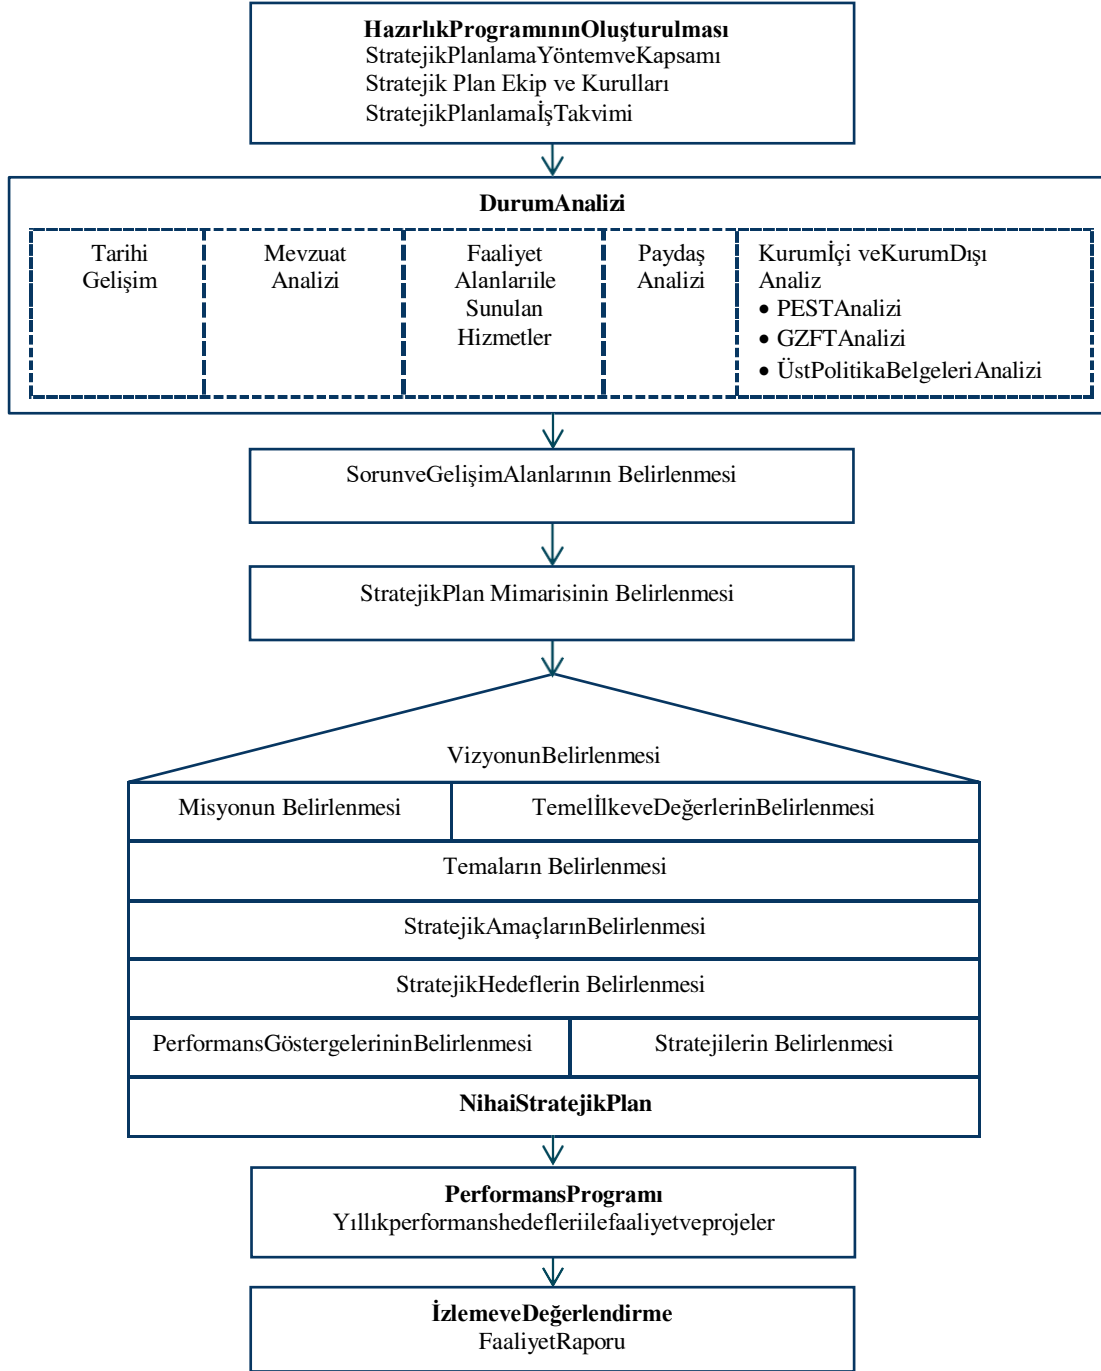 HazırlıkProgramınınOluşturulması
StratejikPlanlamaYöntemveKapsamı
Stratejik Plan Ekip ve Kurulları
StratejikPlanlamaİşTakvimi
DurumAnalizi
Tarihi
Gelişim
Mevzuat
Analizi
Faaliyet
Alanlarıile
Sunulan
Hizmetler
Paydaş
Analizi
Kurumİçi veKurumDışı
Analiz
• PESTAnalizi
• GZFTAnalizi
• ÜstPolitikaBelgeleriAnalizi
SorunveGelişimAlanlarının Belirlenmesi
StratejikPlan Mimarisinin Belirlenmesi
VizyonunBelirlenmesi
Misyonun Belirlenmesi
TemelİlkeveDeğerlerinBelirlenmesi
Temaların Belirlenmesi
StratejikAmaçlarınBelirlenmesi
StratejikHedeflerin Belirlenmesi
PerformansGöstergelerininBelirlenmesi
Stratejilerin Belirlenmesi
NihaiStratejikPlan
PerformansProgramı
Yıllıkperformanshedefleriilefaaliyetveprojeler
İzlemeveDeğerlendirme
FaaliyetRaporu